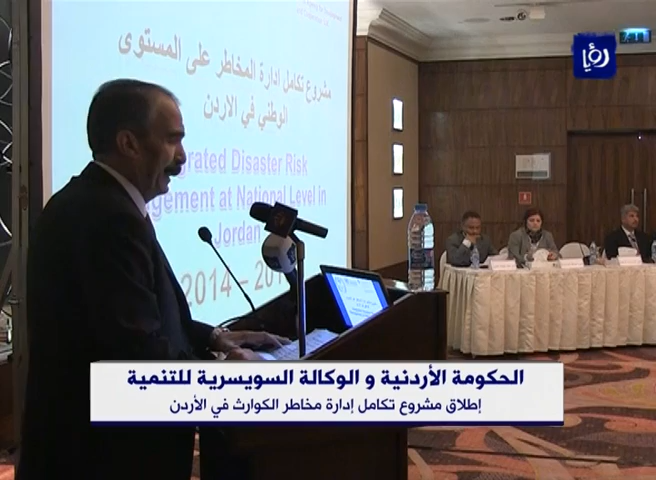 رؤيا
مشروع تكامل ادارة المخاطر على المستوى
الوطني في الاردن
grated Disaster Risk
agement at National Level in
Jordan
2014 – 201
الحكومة الأردنية و الوكالة السويسرية للتنمية
إطلاق مشروع تكامل إدارة مخاطر الكوارث في الأردن